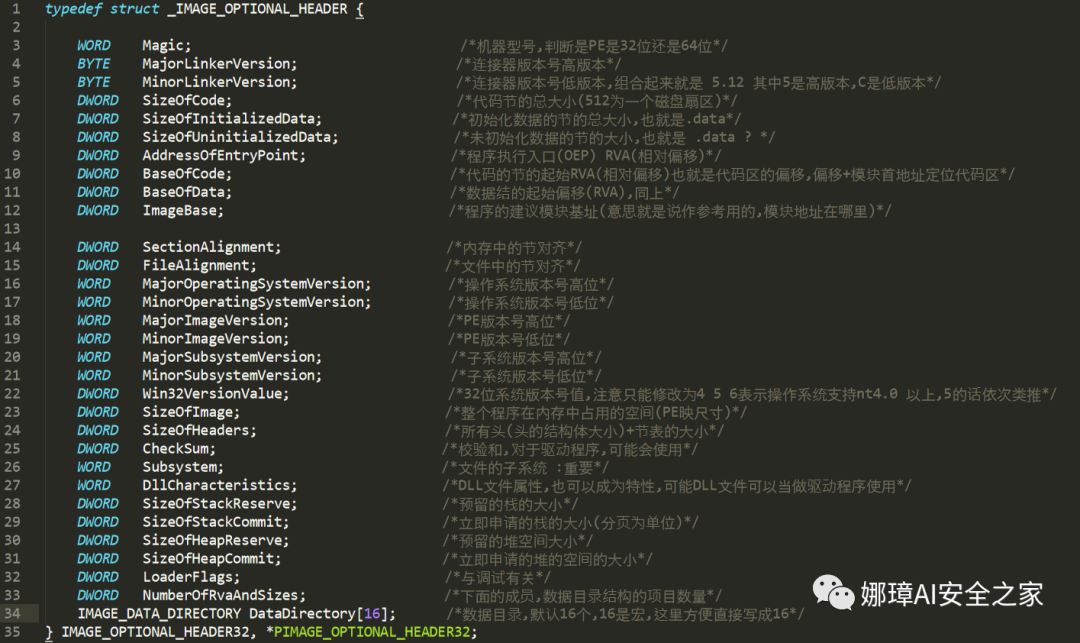 1 typedef struct _IMAGE_OPTIONAL_HEADER {
2
3 WORD Magic; /*机器型号,判断是PE是32位还是64位*/
4 BYTE MajorLinkerVersion; /*连接器版本号高版本*/
5 BYTE MinorLinkerVersion; /*连接器版本号低版本,组合起来就是 5.12 其中5是高版本,C是低版本*/
6 DWORD SizeOfCode; /*代码节的总大小(512为一个磁盘扇区)*/
7 DWORD SizeOfInitializedData; /*初始化数据的节的总大小,也就是.data*/
8 DWORD SizeOfUninitializedData; /*未初始化数据的节的大小,也就是 .data ? */
9 DWORD AddressOfEntryPoint; /*程序执行入口(OEP) RVA(相对偏移)*/
10 DWORD BaseOfCode; /*代码的节的起始RVA(相对偏移)也就是代码区的偏移,偏移+模块首地址定位代码区*/
11 DWORD BaseOfData; /*数据结的起始偏移(RVA),同上*/
12 DWORD ImageBase; /*程序的建议模块基址(意思就是说作参考用的,模块地址在哪里)*/
13
14 DWORD SectionAlignment; /*内存中的节对齐*/
15 DWORD FileAlignment; /*文件中的节对齐*/
16 WORD MajorOperatingSystemVersion; /*操作系统版本号高位*/
17 WORD MinorOperatingSystemVersion; /*操作系统版本号低位*/
18 WORD MajorImageVersion; /*PE版本号高位*/
19 WORD MinorImageVersion; /*PE版本号低位*/
20 WORD MajorSubsystemVersion; /*子系统版本号高位*/
21 WORD MinorSubsystemVersion; /*子系统版本号低位*/
22 DWORD Win32VersionValue; /*32位系统版本号值,注意只能修改为4 5 6表示操作系统支持nt4.0 以上,5的话依次类推*/
23 DWORD SizeOfImage; /*整个程序在内存中占用的空间(PE映尺寸)*/
24 DWORD SizeOfHeaders; /*所有头(头的结构体大小)+节表的大小*/
25 DWORD CheckSum; /*校验和,对于驱动程序,可能会使用*/
26 WORD Subsystem; /*文件的子系统 :重要*/
27 WORD DllCharacteristics; /*DLL文件属性,也可以成为特性,可能DLL文件可以当做驱动程序使用*/
28 DWORD SizeOfStackReserve; /*预留的栈的大小*/
29 DWORD SizeOfStackCommit; /*立即申请的栈的大小(分页为单位)*/
30 DWORD SizeOfHeapReserve; /*预留的堆空间大小*/
31 DWORD SizeOfHeapCommit; /*立即申请的堆的空间的大小*/
32 DWORD LoaderFlags; /*与调试有关*/
33 DWORD NumberOfRvaAndSizes; /*下面的成员,数据目录结构的项目数量*/
34 IMAGE_DATA_DIRECTORY DataDirectory[16]; /*数据目录,默认16个,16是宏,这里方便直接写成16*/
35 } IMAGE_OPTIONAL_HEADER32, *PIMAGE_OPTIONAL_HEADER32;
娜璋AI安全之家